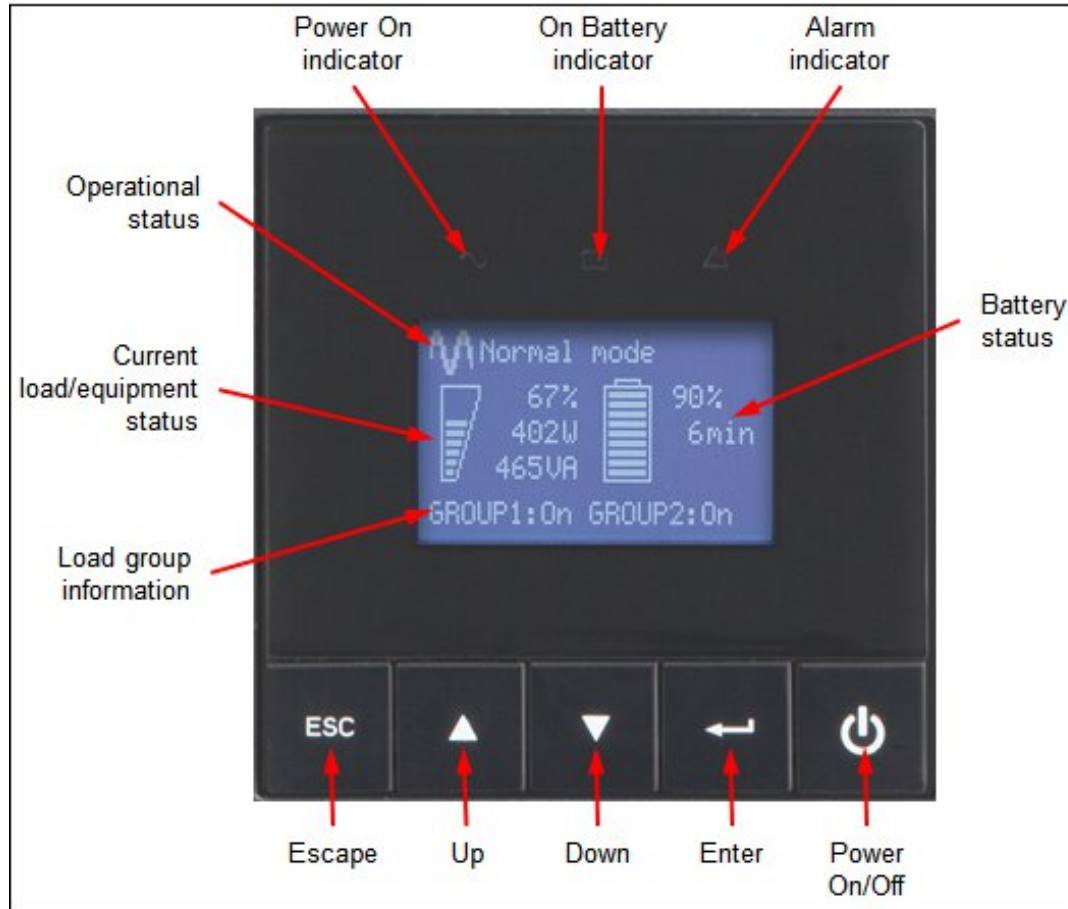 Power On
indicator
On Battery
indicator
Alarm
indicator
Operational
status
Current
load/equipment
status
Load group
information
Battery
status
Normal mode
67%
90%
402W
6min
465VA
GROUP1:On GROUP2:On
ESC
Escape
Up
Down
Enter
Power
On/Off